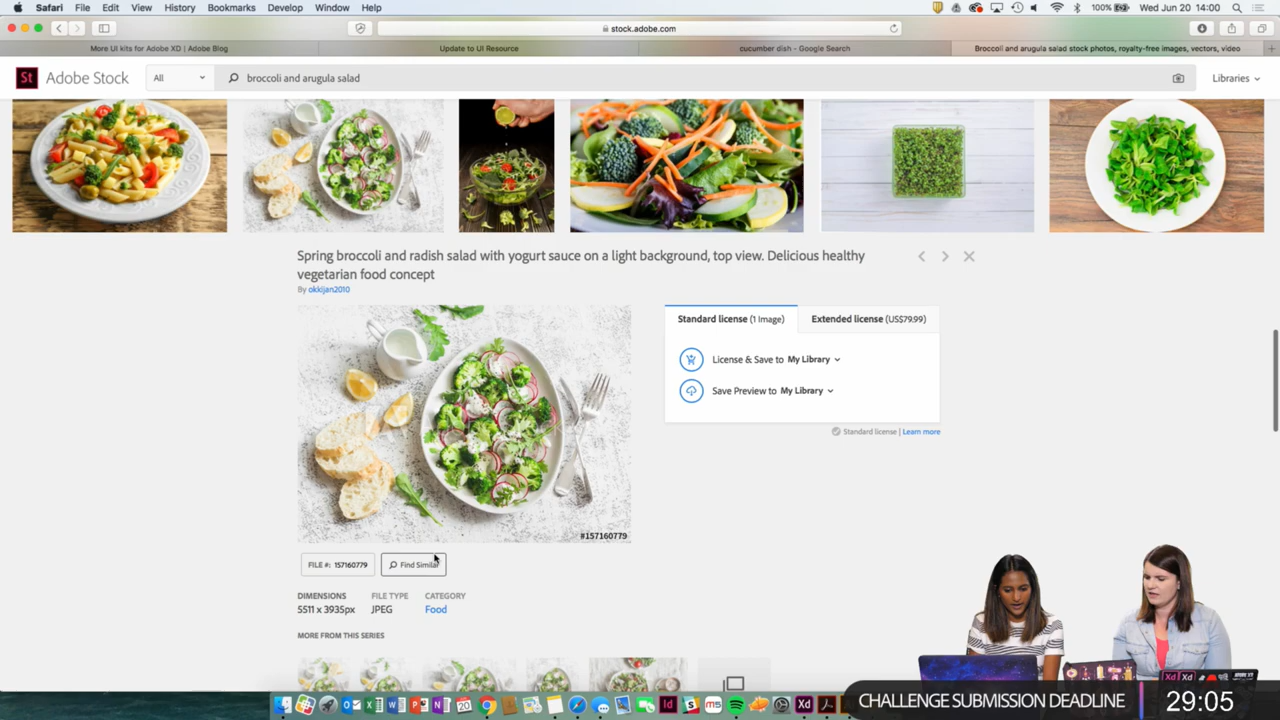 Safari File Edit View History Bookmarks Develop Window Help 100% Wed Jun 20 14:00
stock.adobe.com
More UI kits for Adobe XD | Adobe Blog Update to UI Resource cucumber dish - Google Search Broccoli and arugula salad stock photos, royalty-free images, vectors, video
St Adobe Stock All broccoli and arugula salad Libraries
Spring broccoli and radish salad with yogurt sauce on a light background, top view. Delicious healthy
vegetarian food concept
By okkijan2010
Standard license (1 Image) Extended license (US$79.99)
License & Save to My Library
Save Preview to My Library
Standard license | Learn more
#157160779
FILE #: 157160779 Find Similar
DIMENSIONS FILE TYPE CATEGORY
5511 x 3935px JPEG Food
MORE FROM THIS SERIES
20 Id S m5 Xd
Xd Xd
CHALLENGE SUBMISSION DEADLINE 29:05